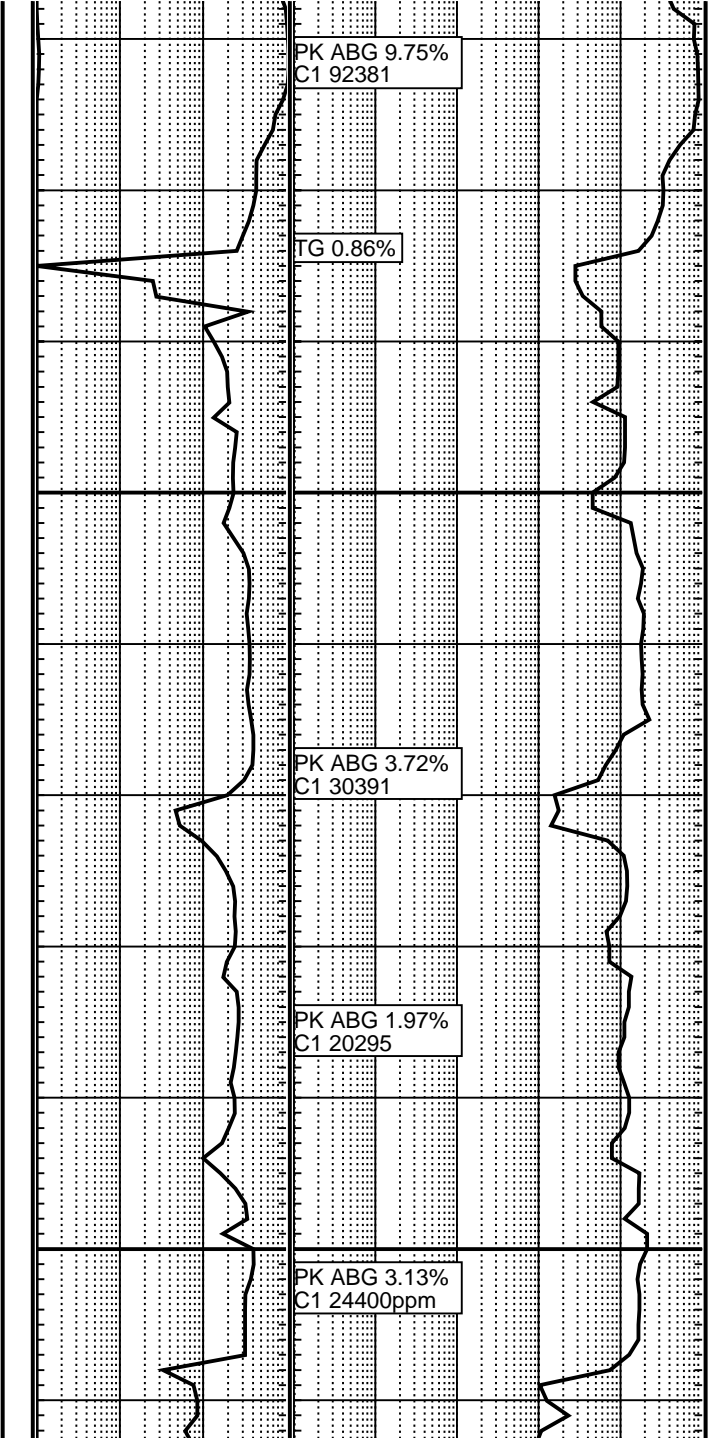 PK ABG 9.75%
C1 92381
TG 0.86%
PK ABG 3.72%
C1 30391
PK ABG 1.97%
C1 20295
PK ABG 3.13%
C1 24400ppm